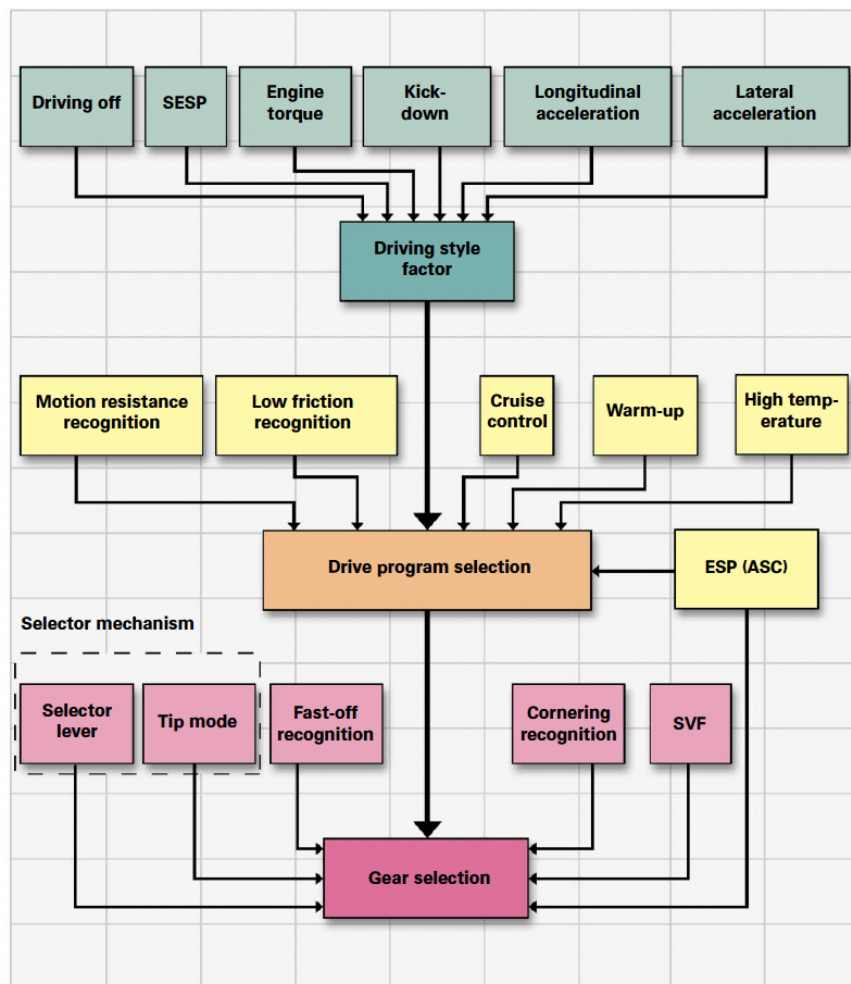 Driving off
SESP
Engine
torque
Kick-
down
Longitudinal
acceleration
Lateral
acceleration
Driving style
factor
Motion resistance
recognition
Low friction
recognition
Cruise
control
Warm-up
High temp-
erature
Drive program selection
ESP (ASC)
Selector mechanism
Selector
lever
Tip mode
Fast-off
recognition
Cornering
recognition
SVF
Gear selection